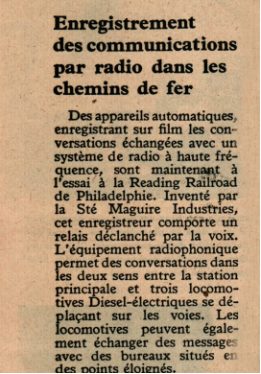 Enregistrement
des communications
par radio dans les
chemins de fer
Des appareils automatiques,
enregistrant sur film les con-
versations échangées avec un
système de radio à haute fré-
quence, sont maintenant à
l'essai à la Reading Railroad
de Philadelphie. Inventé par
la Sté Maguire Industries,
cet enregistreur comporte un
relais déclanché par la voix.
L'équipement radiophonique
permet des conversations dans
les deux sens entre la station
principale et trois locomo-
tives Diesel-électriques se dé-
plaçant sur les voies. Les
locomotives peuvent égale-
ment échanger des messages
avec des bureaux situés en
des points éloignés.